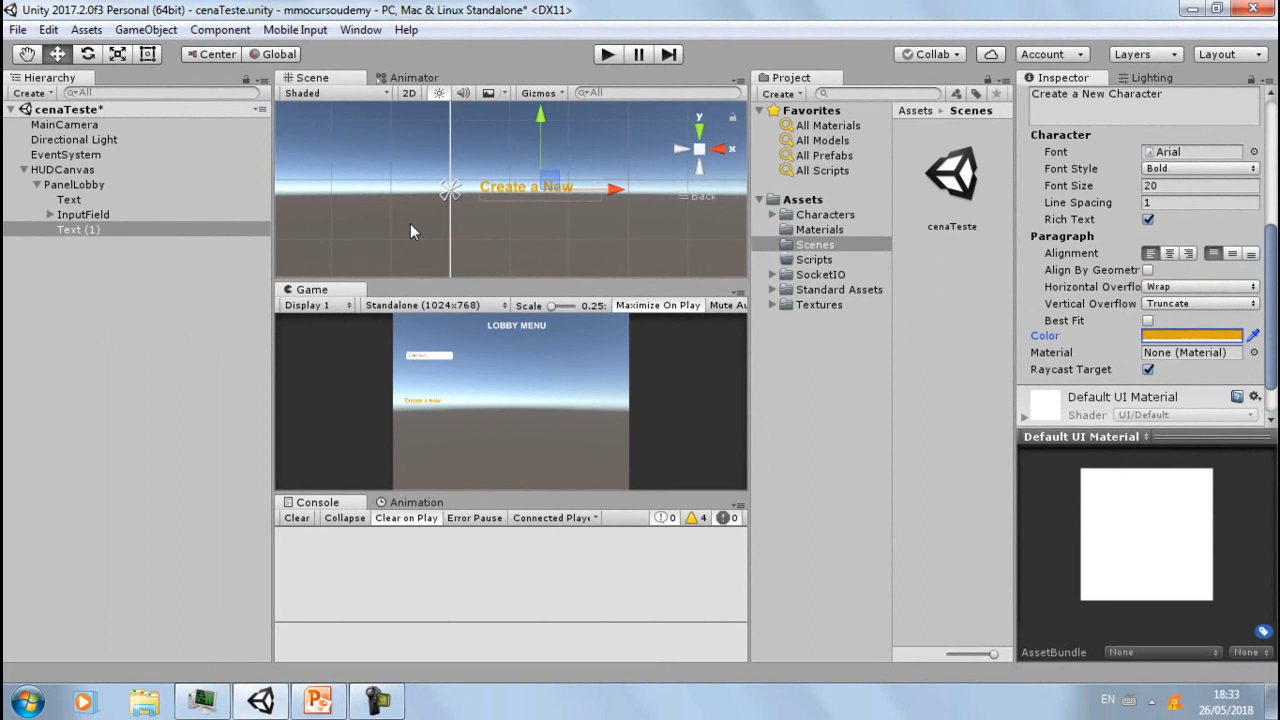 Unity 2017.2.0f3 Personal (64bit) - cenaTeste.unity - mmocursoudemy - PC, Mac & Linux Standalone* <DX11>
File Edit Assets GameObject Component Mobile Input Window Help
Center Global Collab Account Layers Layout
Hierarchy
Create All
cenaTeste*
MainCamera
Directional Light
EventSystem
HUDCanvas
PanelLobby
Text
InputField
Text (1)
Scene Animator
Shaded 2D Gizmos All
y
x
Back
Create a New
Game
Display 1 Standalone (1024x768) Scale 0.25: Maximize On Play Mute Au
LOBBY MENU
Create a New
Console Animation
Clear Collapse Clear on Play Error Pause Connected Playe 0 4 0
Project
Create
Favorites
All Materials
All Models
All Prefabs
All Scripts
Assets
Characters
Materials
Scenes
Scripts
SocketIO
Standard Assets
Textures
Assets Scenes
cenaTeste
Inspector Lighting
Create a New Character
Character
Font Arial
Font Style Bold
Font Size 20
Line Spacing 1
Rich Text
Paragraph
Alignment
Align By Geometr
Horizontal Overflo Wrap
Vertical Overflow Truncate
Best Fit
Color
Material None (Material)
Raycast Target
Default UI Material
Shader UI/Default
Default UI Material
AssetBundle None None
EN 18:33
26/05/2018